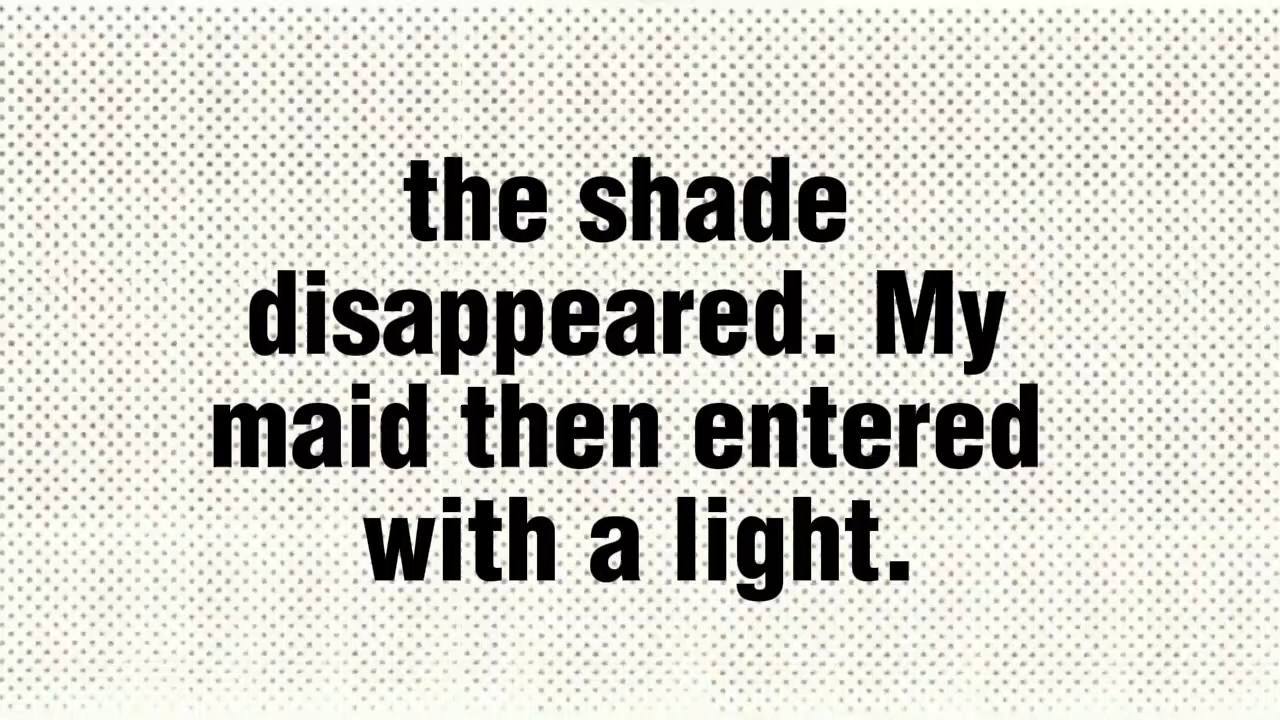 the shade
disappeared. My
maid then entered
with a light.